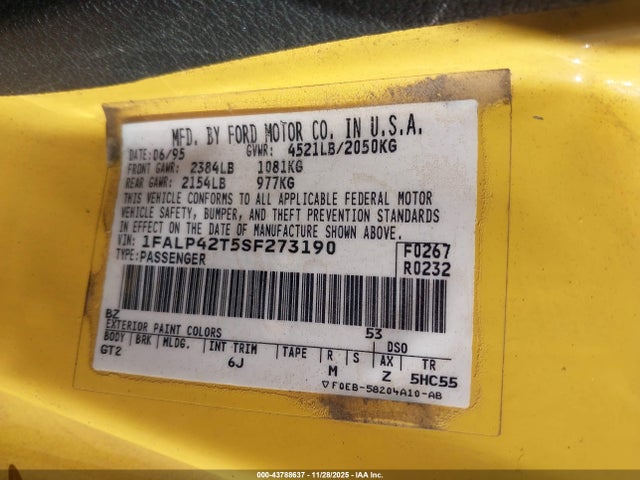 MFD. BY FORD MOTOR CO. IN U.S.A.
DATE: 06/95 GVWR: 4521LB/2050KG
FRONT GAWR: 2384LB 1081KG
REAR GAWR: 2154LB 977KG
THIS VEHICLE CONFORMS TO ALL APPLICABLE FEDERAL MOTOR
VEHICLE SAFETY, BUMPER, AND THEFT PREVENTION STANDARDS
IN EFFECT ON THE DATE OF MANUFACTURE SHOWN ABOVE.
VIN: 1FALP42T5SF273190 F0267
TYPE: PASSENGER R0232
BZ
EXTERIOR PAINT COLORS 53 DSO
BODY BRK MLDG. INT TRIM TAPE R S AX TR
GT2 6J M Z 5HC55
▽ F0EB-58204A10-AB
000-43788637 - 11/28/2025 - IAA Inc.